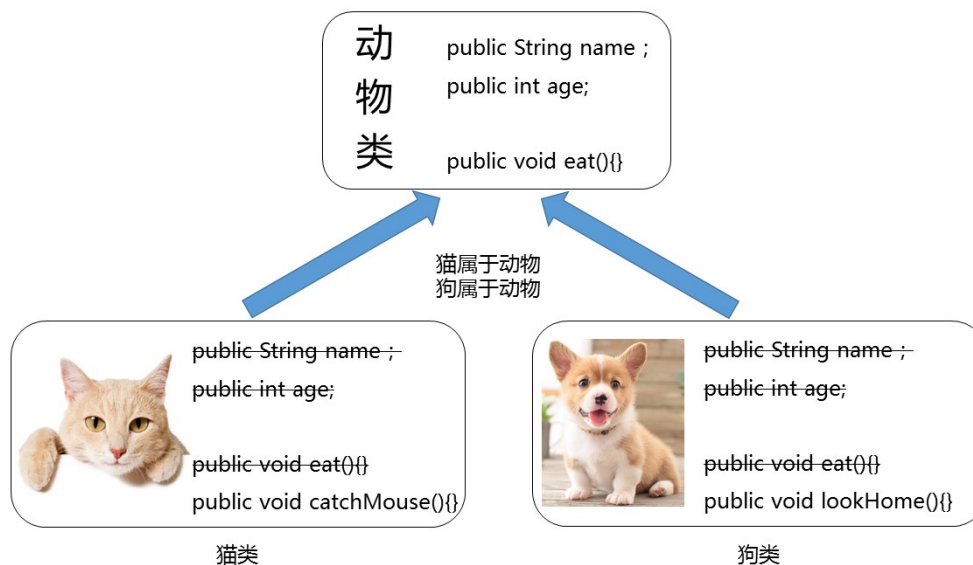 动物类
public String name ;
public int age;
public void eat(){}
猫属于动物
狗属于动物
public String name ;
public int age;
public void eat(){}
public void catchMouse(){}
猫类
public String name ;
public int age;
public void eat(){}
public void lookHome(){}
狗类